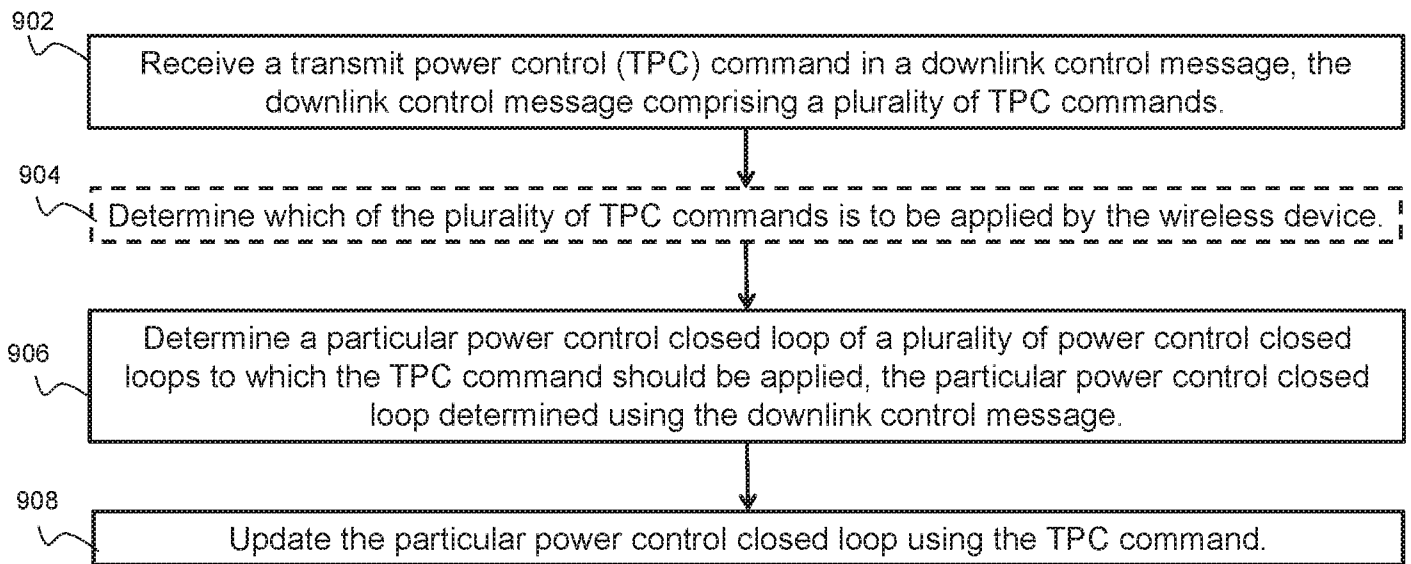 902
Receive a transmit power control (TPC) command in a downlink control message, the
downlink control message comprising a plurality of TPC commands.
904
Determine which of the plurality of TPC commands is to be applied by the wireless device.
906
Determine a particular power control closed loop of a plurality of power control closed
loops to which the TPC command should be applied, the particular power control closed
loop determined using the downlink control message.
908
Update the particular power control closed loop using the TPC command.